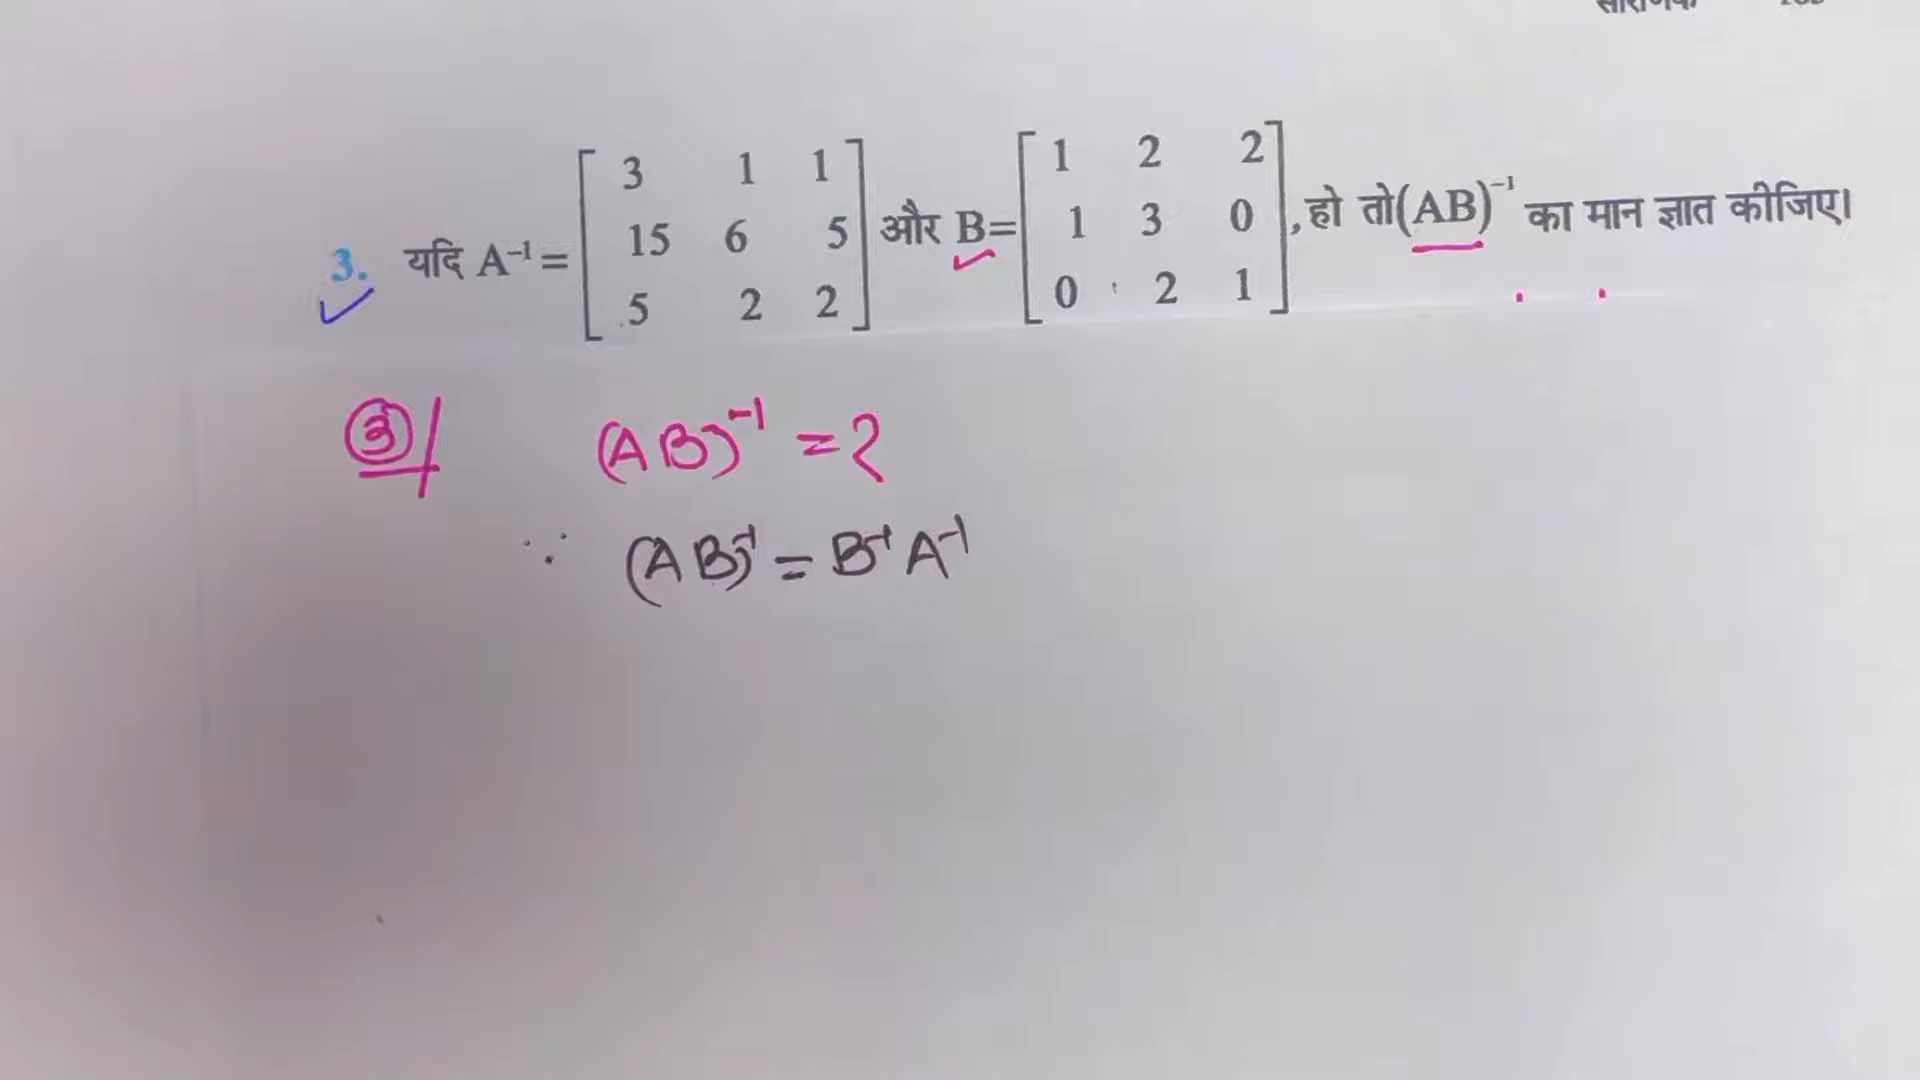 3. यदि A⁻¹ = [ 3 1 1 ; 15 6 5 ; 5 2 2 ] और B= [ 1 2 2 ; 1 3 0 ; 0 2 1 ], हो तो (AB)⁻¹ का मान ज्ञात कीजिए।
3/ (AB)⁻¹ = ?
∵ (AB)⁻¹ = B⁻¹ A⁻¹